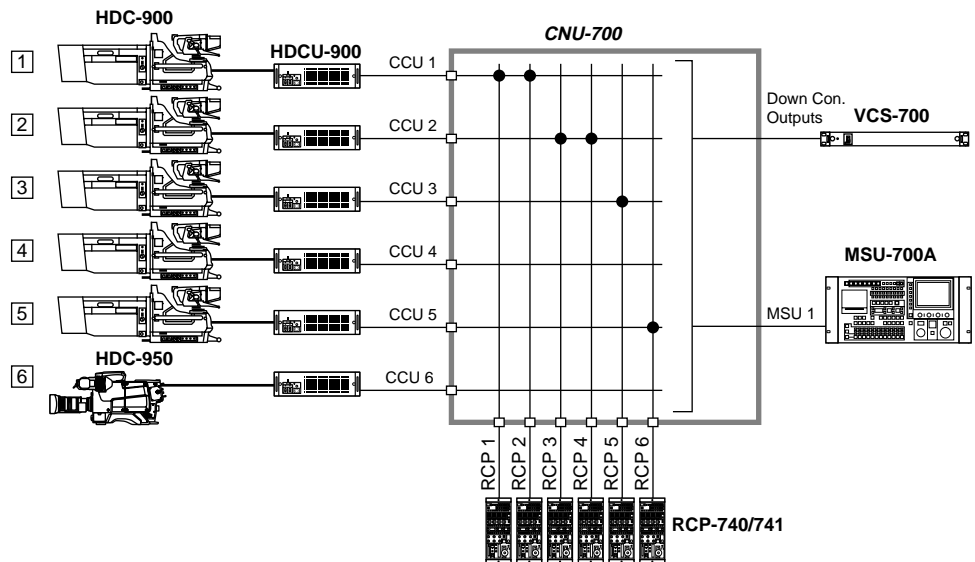 HDC-900
HDCU-900
CNU-700
1
CCU 1
2
CCU 2
Down Con.
Outputs
VCS-700
3
CCU 3
4
CCU 4
MSU-700A
5
CCU 5
MSU 1
HDC-950
6
CCU 6
RCP 1
RCP 2
RCP 3
RCP 4
RCP 5
RCP 6
RCP-740/741